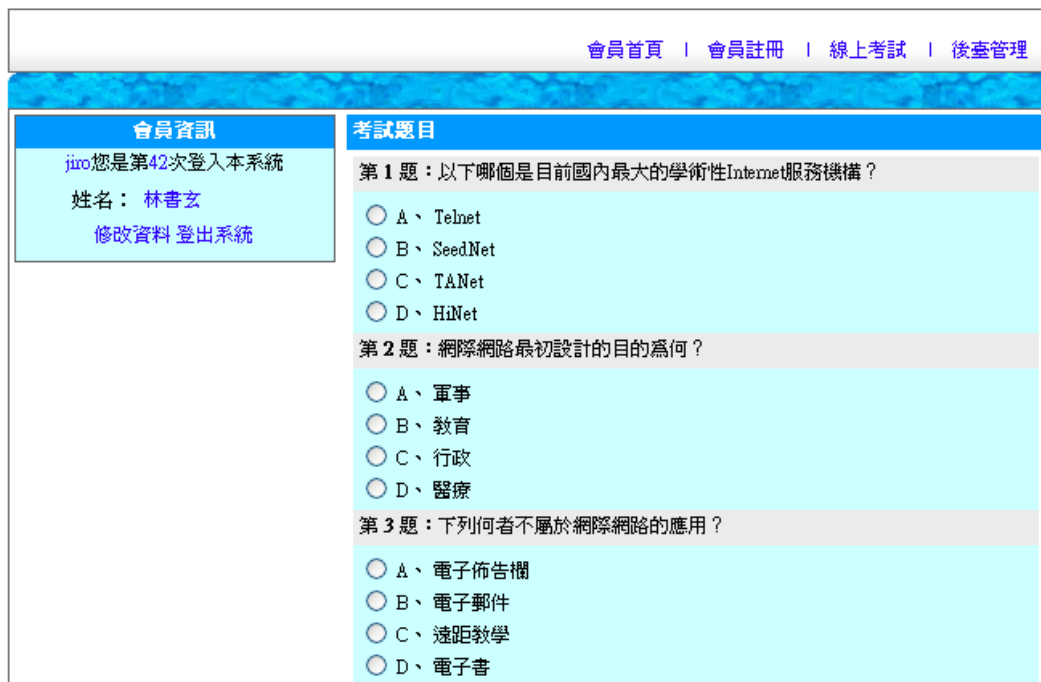 會員首頁 | 會員註冊 | 線上考試 | 後臺管理
會員資訊
jiro您是第42次登入本系統
姓名： 林書玄
修改資料 登出系統
考試題目
第 1 題：以下哪個是目前國內最大的學術性Internet服務機構？
A、 Telnet
B、 SeedNet
C、 TANet
D、 HiNet
第 2 題：網際網路最初設計的目的為何？
A、 軍事
B、 教育
C、 行政
D、 醫療
第 3 題：下列何者不屬於網際網路的應用？
A、 電子佈告欄
B、 電子郵件
C、 遠距教學
D、 電子書